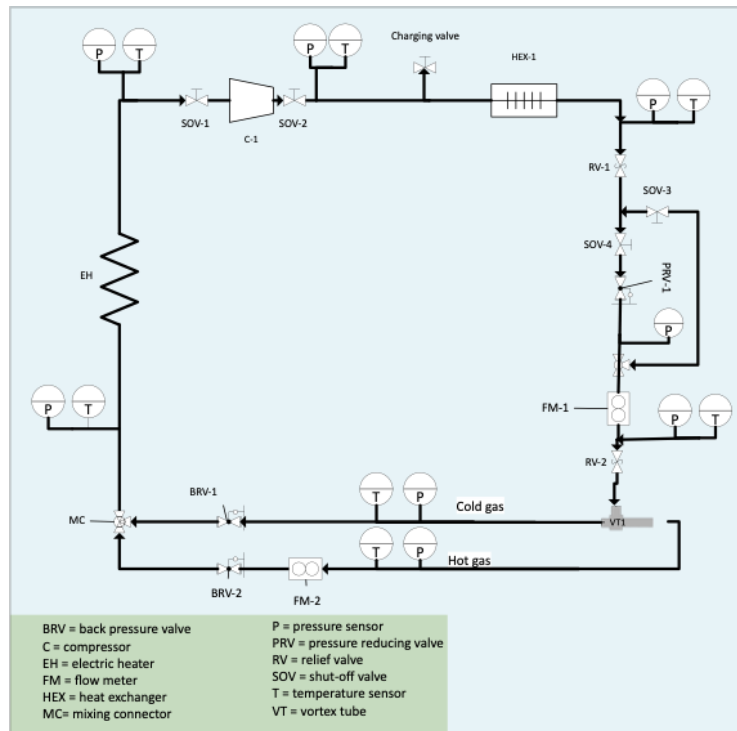 P T
P T
Charging valve
HEX-1
SOV-1
C-1
SOV-2
P T
RV-1
SOV-3
SOV-4
PRV-1
EH
P
P T
FM-1
P T
RV-2
BRV-1
T P
Cold gas
MC
VT1
T P
Hot gas
BRV-2
FM-2
BRV = back pressure valve
C = compressor
EH = electric heater
FM = flow meter
HEX = heat exchanger
MC= mixing connector
P = pressure sensor
PRV = pressure reducing valve
RV = relief valve
SOV = shut-off valve
T = temperature sensor
VT = vortex tube